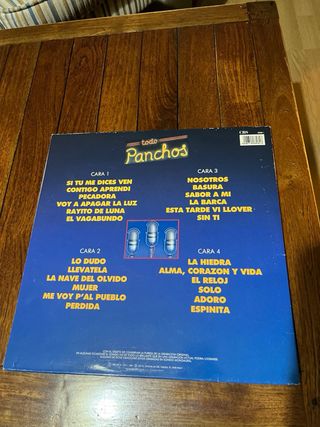 CBS
todo
Panchos
CARA 1
SI TU ME DICES VEN
CONTIGO APRENDI
PECADORA
VOY A APAGAR LA LUZ
RAYITO DE LUNA
EL VAGABUNDO
CARA 3
NOSOTROS
BASURA
SABOR A MI
LA BARCA
ESTA TARDE VI LLOVER
SIN TI
CARA 2
LO DUDO
LLEVATELA
LA NAVE DEL OLVIDO
MUJER
ME VOY P'AL PUEBLO
PERDIDA
CARA 4
LA HIEDRA
ALMA, CORAZON Y VIDA
EL RELOJ
SOLO
ADORO
ESPINITA